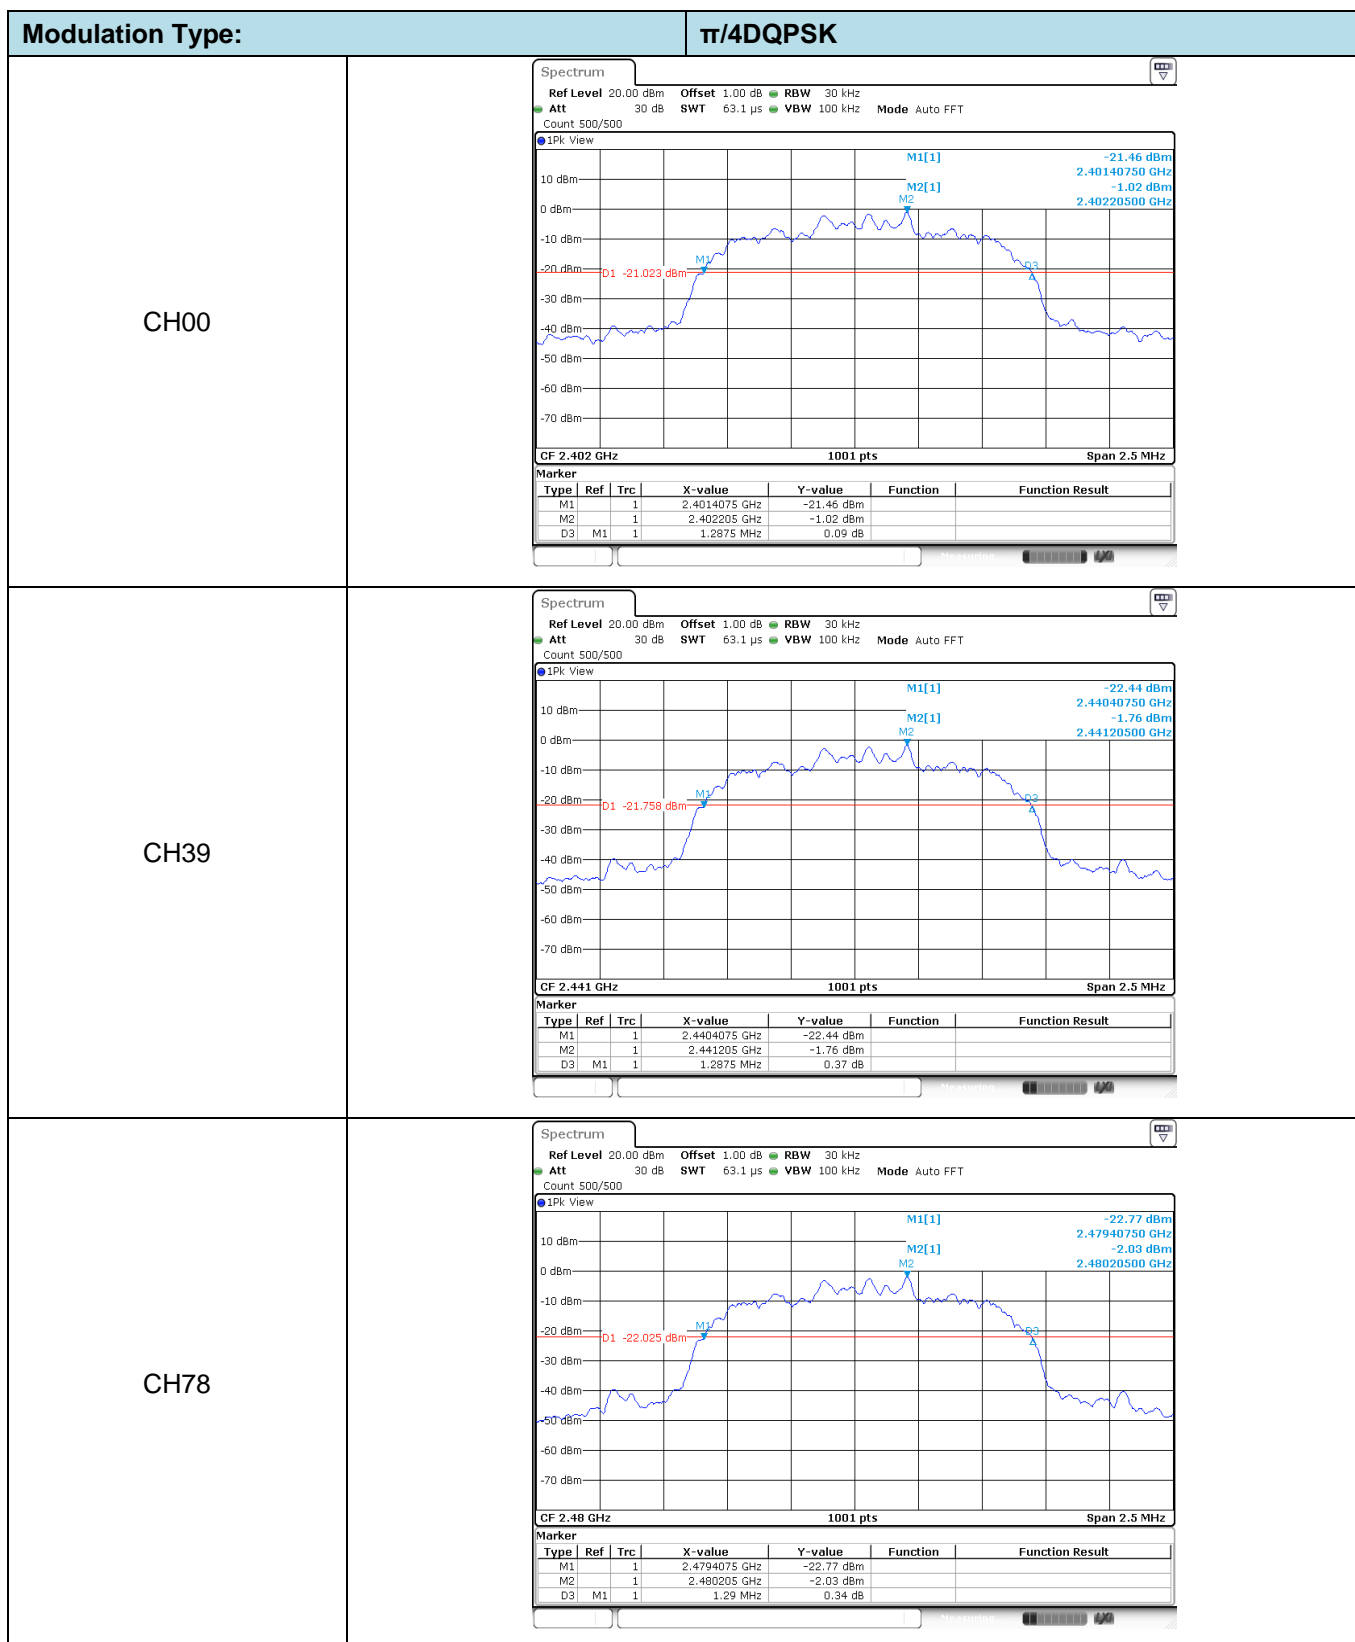 Modulation Type: π/4DQPSK
CH00
Spectrum
Ref Level 20.00 dBm Offset 1.00 dB RBW 30 kHz
Att 30 dB SWT 63.1 µs VBW 100 kHz Mode Auto FFT
Count 500/500
1Pk View
M1[1] -21.46 dBm
2.40140750 GHz
10 dBm
M2[1] -1.02 dBm
M2 2.40220500 GHz
0 dBm
-10 dBm
M1
D3
-20 dBm
D1 -21.023 dBm
-30 dBm
-40 dBm
-50 dBm
-60 dBm
-70 dBm
CF 2.402 GHz 1001 pts Span 2.5 MHz
Marker
Type Ref Trc X-value Y-value Function Function Result
M1 1 2.4014075 GHz -21.46 dBm
M2 1 2.402205 GHz -1.02 dBm
D3 M1 1 1.2875 MHz 0.09 dB
Measuring...
CH39
Spectrum
Ref Level 20.00 dBm Offset 1.00 dB RBW 30 kHz
Att 30 dB SWT 63.1 µs VBW 100 kHz Mode Auto FFT
Count 500/500
1Pk View
M1[1] -22.44 dBm
2.44040750 GHz
10 dBm
M2[1] -1.76 dBm
M2 2.44120500 GHz
0 dBm
-10 dBm
M1
D3
-20 dBm
D1 -21.758 dBm
-30 dBm
-40 dBm
-50 dBm
-60 dBm
-70 dBm
CF 2.441 GHz 1001 pts Span 2.5 MHz
Marker
Type Ref Trc X-value Y-value Function Function Result
M1 1 2.4404075 GHz -22.44 dBm
M2 1 2.441205 GHz -1.76 dBm
D3 M1 1 1.2875 MHz 0.37 dB
Measuring...
CH78
Spectrum
Ref Level 20.00 dBm Offset 1.00 dB RBW 30 kHz
Att 30 dB SWT 63.1 µs VBW 100 kHz Mode Auto FFT
Count 500/500
1Pk View
M1[1] -22.77 dBm
2.47940750 GHz
10 dBm
M2[1] -2.03 dBm
M2 2.48020500 GHz
0 dBm
-10 dBm
M1
D3
-20 dBm
D1 -22.025 dBm
-30 dBm
-40 dBm
-50 dBm
-60 dBm
-70 dBm
CF 2.48 GHz 1001 pts Span 2.5 MHz
Marker
Type Ref Trc X-value Y-value Function Function Result
M1 1 2.4794075 GHz -22.77 dBm
M2 1 2.480205 GHz -2.03 dBm
D3 M1 1 1.29 MHz 0.34 dB
Measuring...